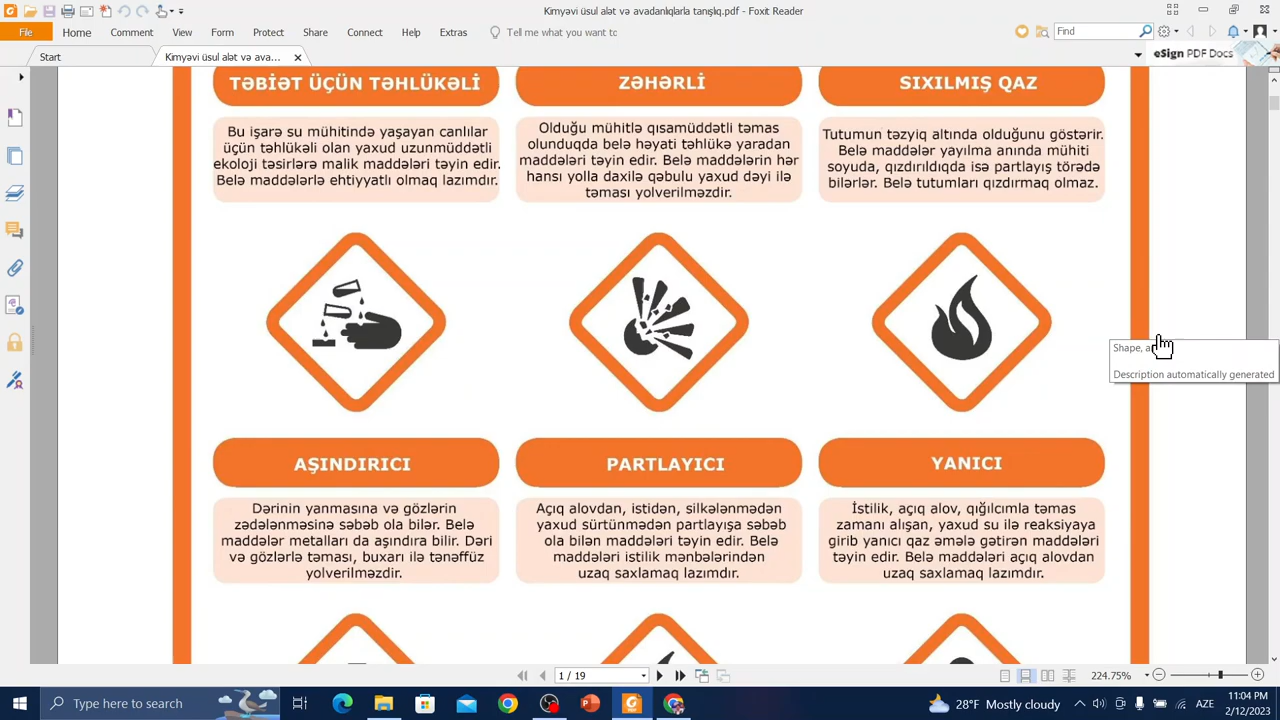 Kimyəvi üsul alət və avadanlıqlarla tanışlıq.pdf - Foxit Reader
File Home Comment View Form Protect Share Connect Help Extras Tell me what you want tc Find
Start Kimyəvi üsul alət və ava... eSign PDF Docs
TƏBİƏT ÜÇÜN TƏHLÜKƏLİ
Bu işarə su mühitində yaşayan canlılar
üçün təhlükəli olan yaxud uzunmüddətli
ekoloji təsirlərə malik maddələri təyin edir.
Belə maddələrlə ehtiyyatlı olmaq lazımdır.
ZƏHƏRLİ
Olduğu mühitlə qısamüddətli təmas
olunduqda belə həyati təhlükə yaradan
maddələri təyin edir. Belə maddələrin hər
hansı yolla daxilə qəbulu yaxud dəyi ilə
təması yolverilməzdir.
SIXILMIŞ QAZ
Tutumun təzyiq altında olduğunu göstərir.
Belə maddələr yayılma anında mühiti
soyuda, qızdırıldıqda isə partlayış törədə
bilərlər. Belə tutumları qızdırmaq olmaz.
Shape, a
Description automatically generated
AŞINDIRICI
Dərinin yanmasına və gözlərin
zədələnməsinə səbəb ola bilər. Belə
maddələr metalları da aşındıra bilir. Dəri
və gözlərlə təması, buxarı ilə tənəffüz
yolverilməzdir.
PARTLAYICI
Açıq alovdan, istidən, silkələnmədən
yaxud sürtünmədən partlayışa səbəb
ola bilən maddələri təyin edir. Belə
maddələri istilik mənbələrindən
uzaq saxlamaq lazımdır.
YANICI
İstilik, açıq alov, qığılcımla təmas
zamanı alışan, yaxud su ilə reaksiyaya
girib yanıcı qaz əmələ gətirən maddələri
təyin edir. Belə maddələri açıq alovdan
uzaq saxlamaq lazımdır.
1 / 19 224.75%
Type here to search 28°F Mostly cloudy AZE 11:04 PM
2/12/2023